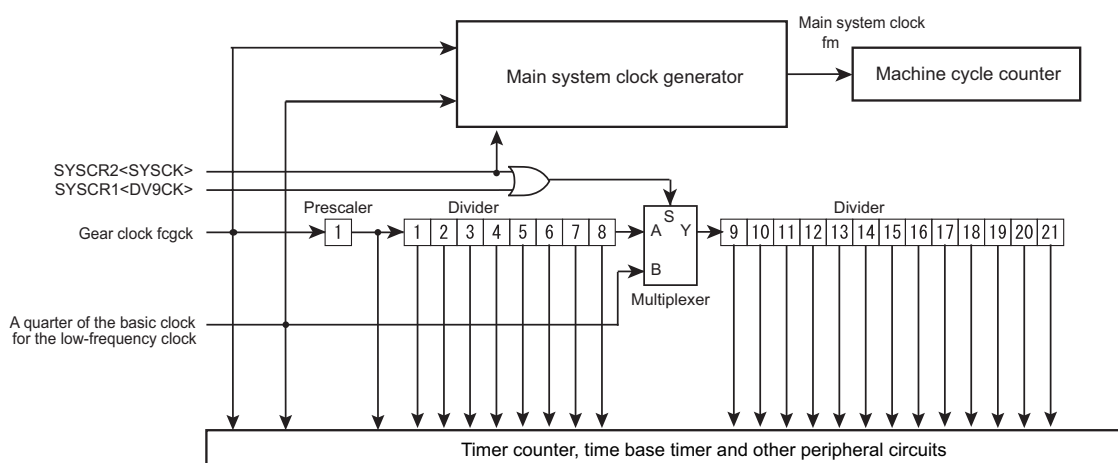 Main system clock
fm
Main system clock generator
Machine cycle counter
SYSCR2<SYSCK>
SYSCR1<DV9CK>
Prescaler
Divider
S
Divider
Gear clock fcgck
1
1 2 3 4 5 6 7 8
A
Y
9 10 11 12 13 14 15 16 17 18 19 20 21
B
Multiplexer
A quarter of the basic clock
for the low-frequency clock
Timer counter, time base timer and other peripheral circuits